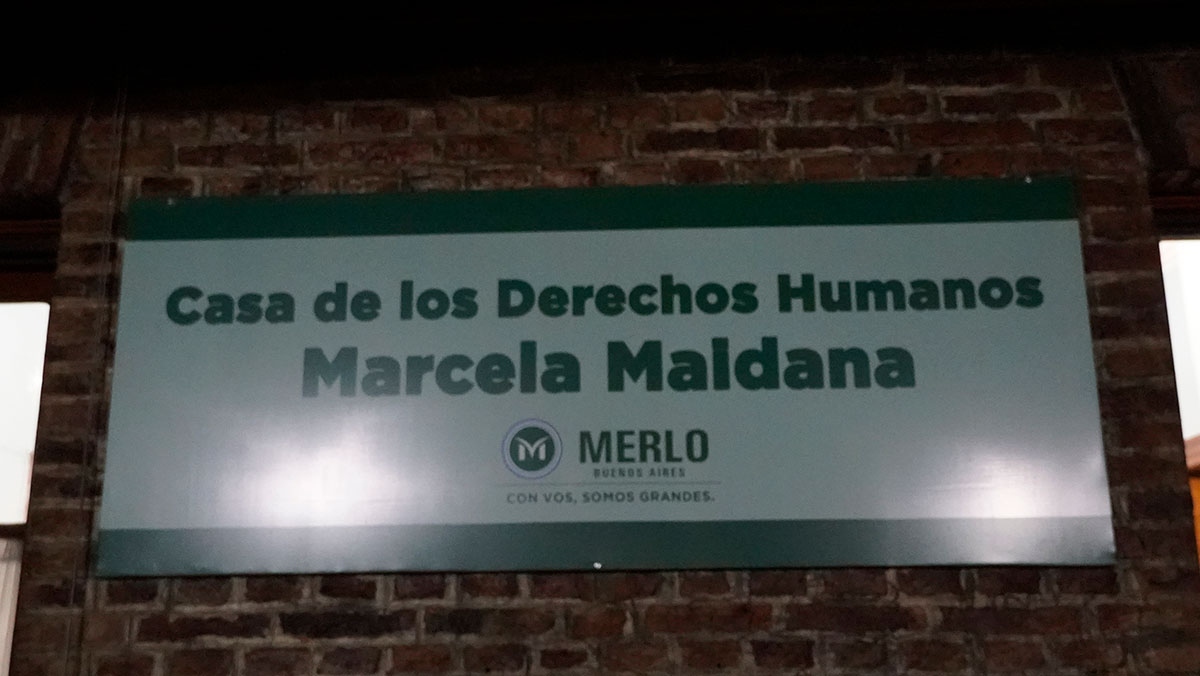 Casa de los Derechos Humanos
Marcela Maldana
M MERLO
BUENOS AIRES
CON VOS, SOMOS GRANDES.